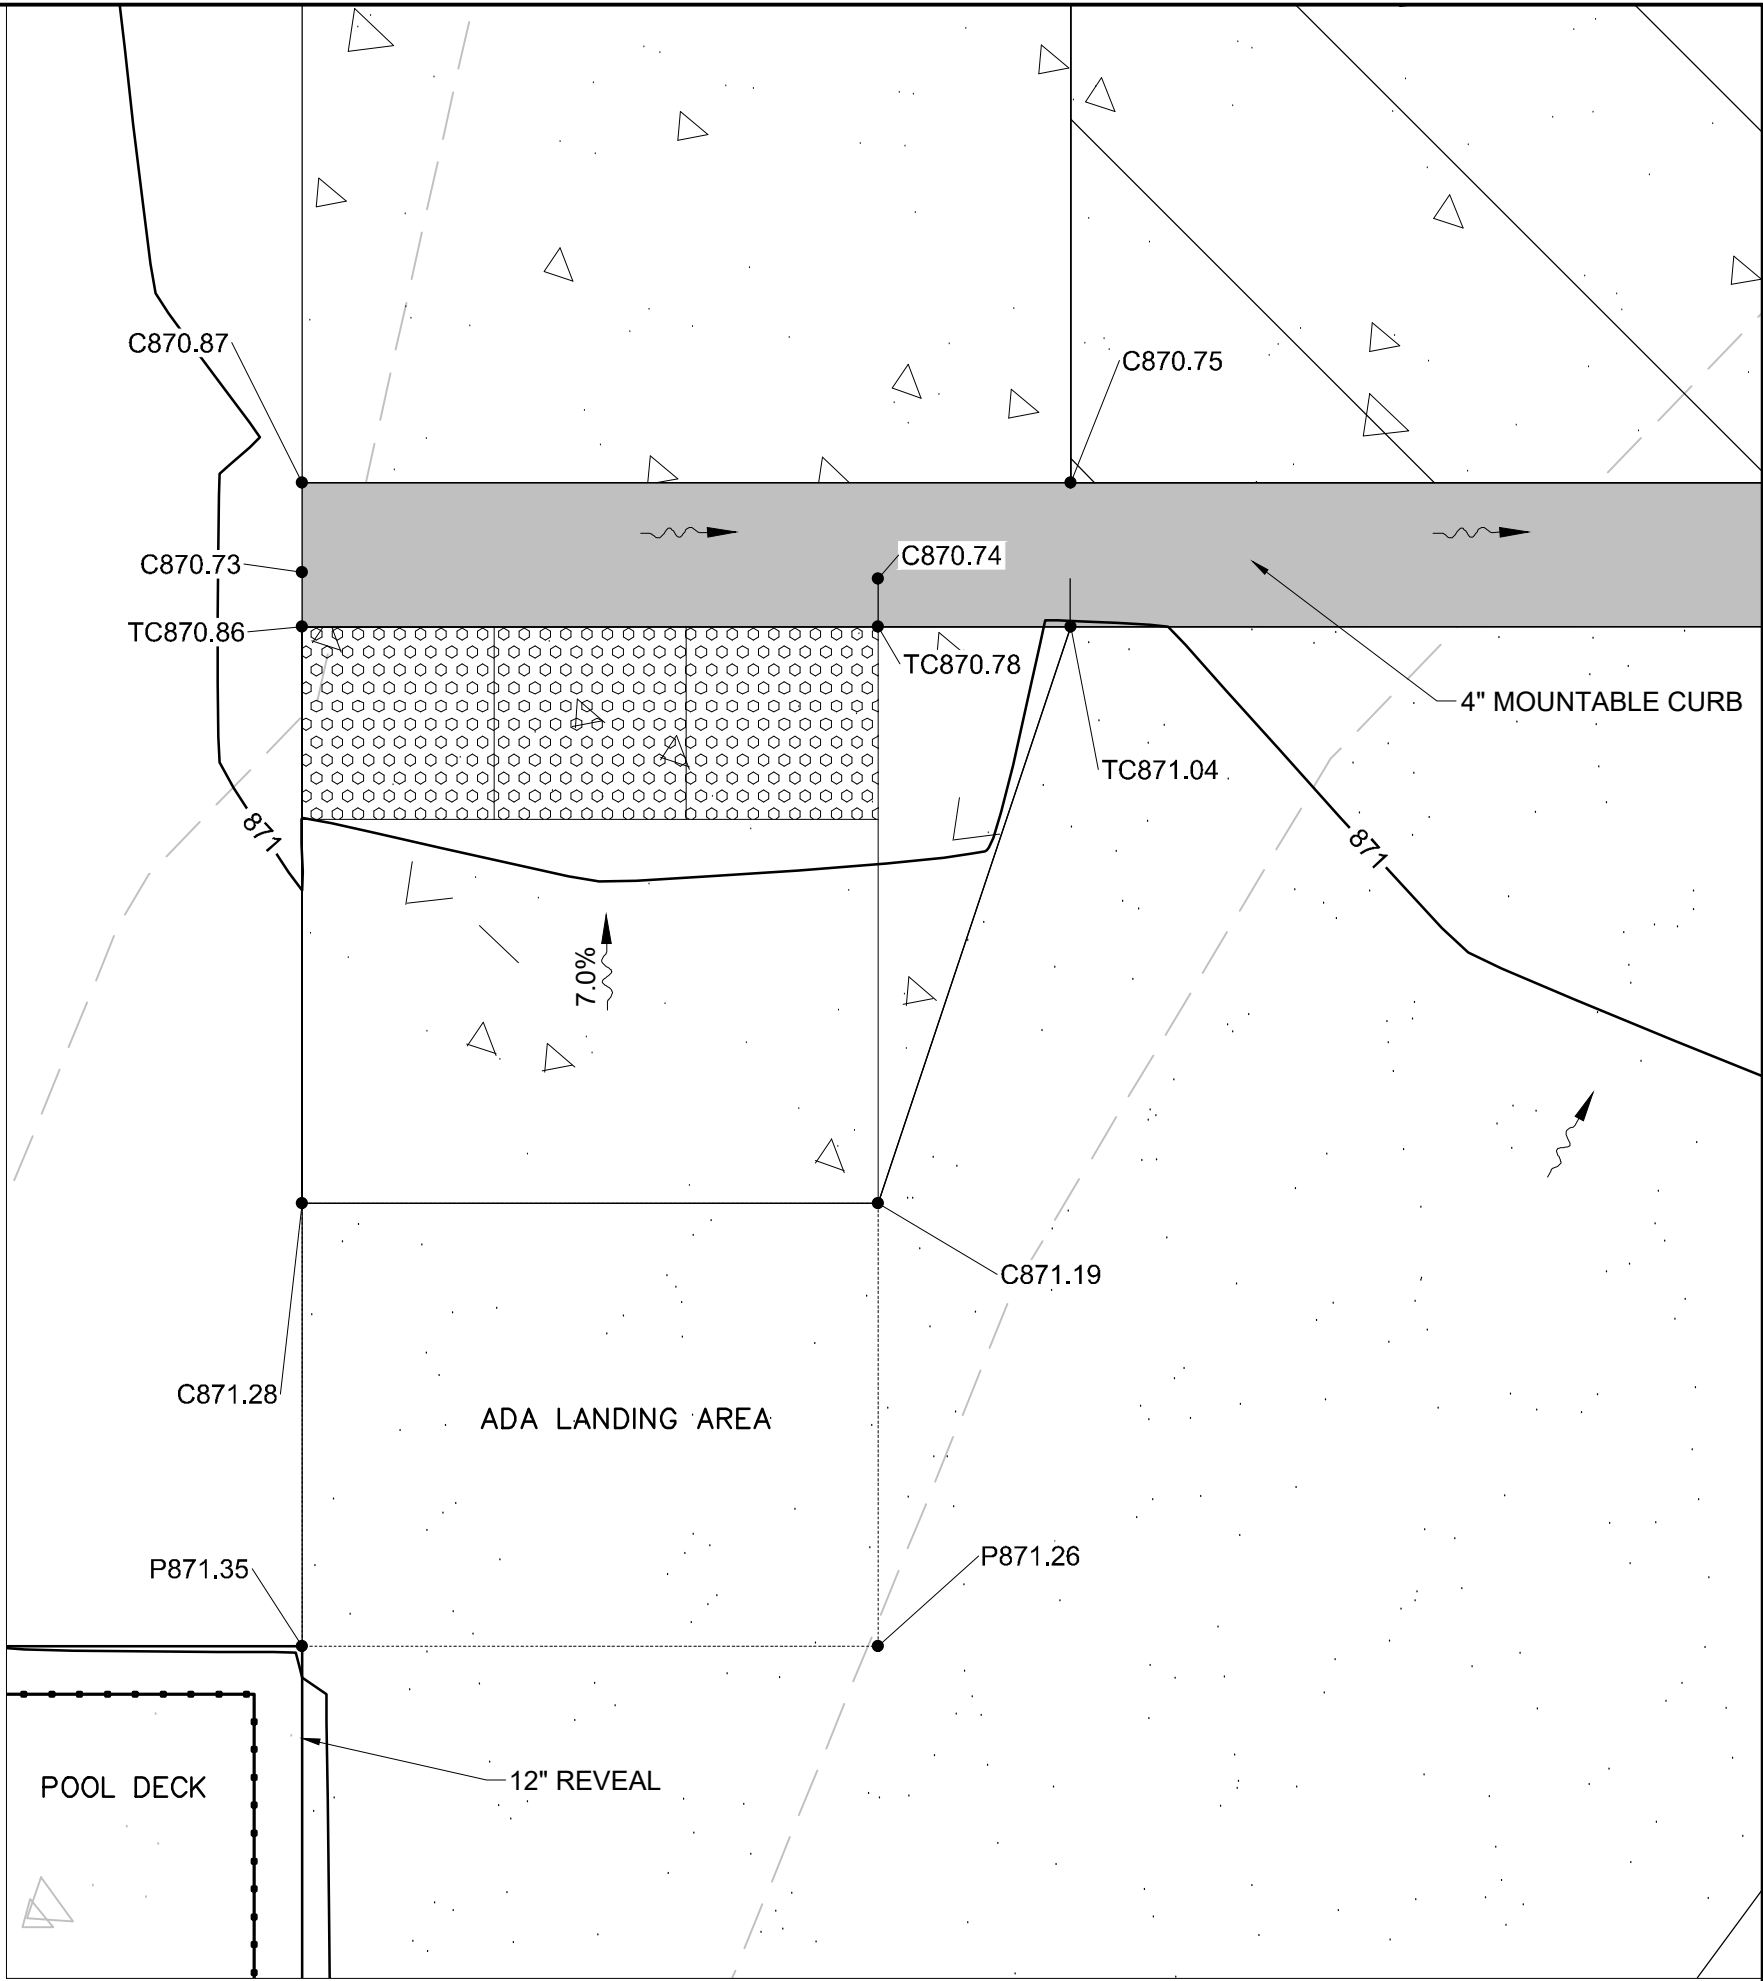 C870.87
C870.75
C870.73
C870.74
TC870.86
TC870.78
4" MOUNTABLE CURB
TC871.04
871
871
7.0%
C871.19
C871.28
ADA LANDING AREA
P871.35
P871.26
POOL DECK
12" REVEAL